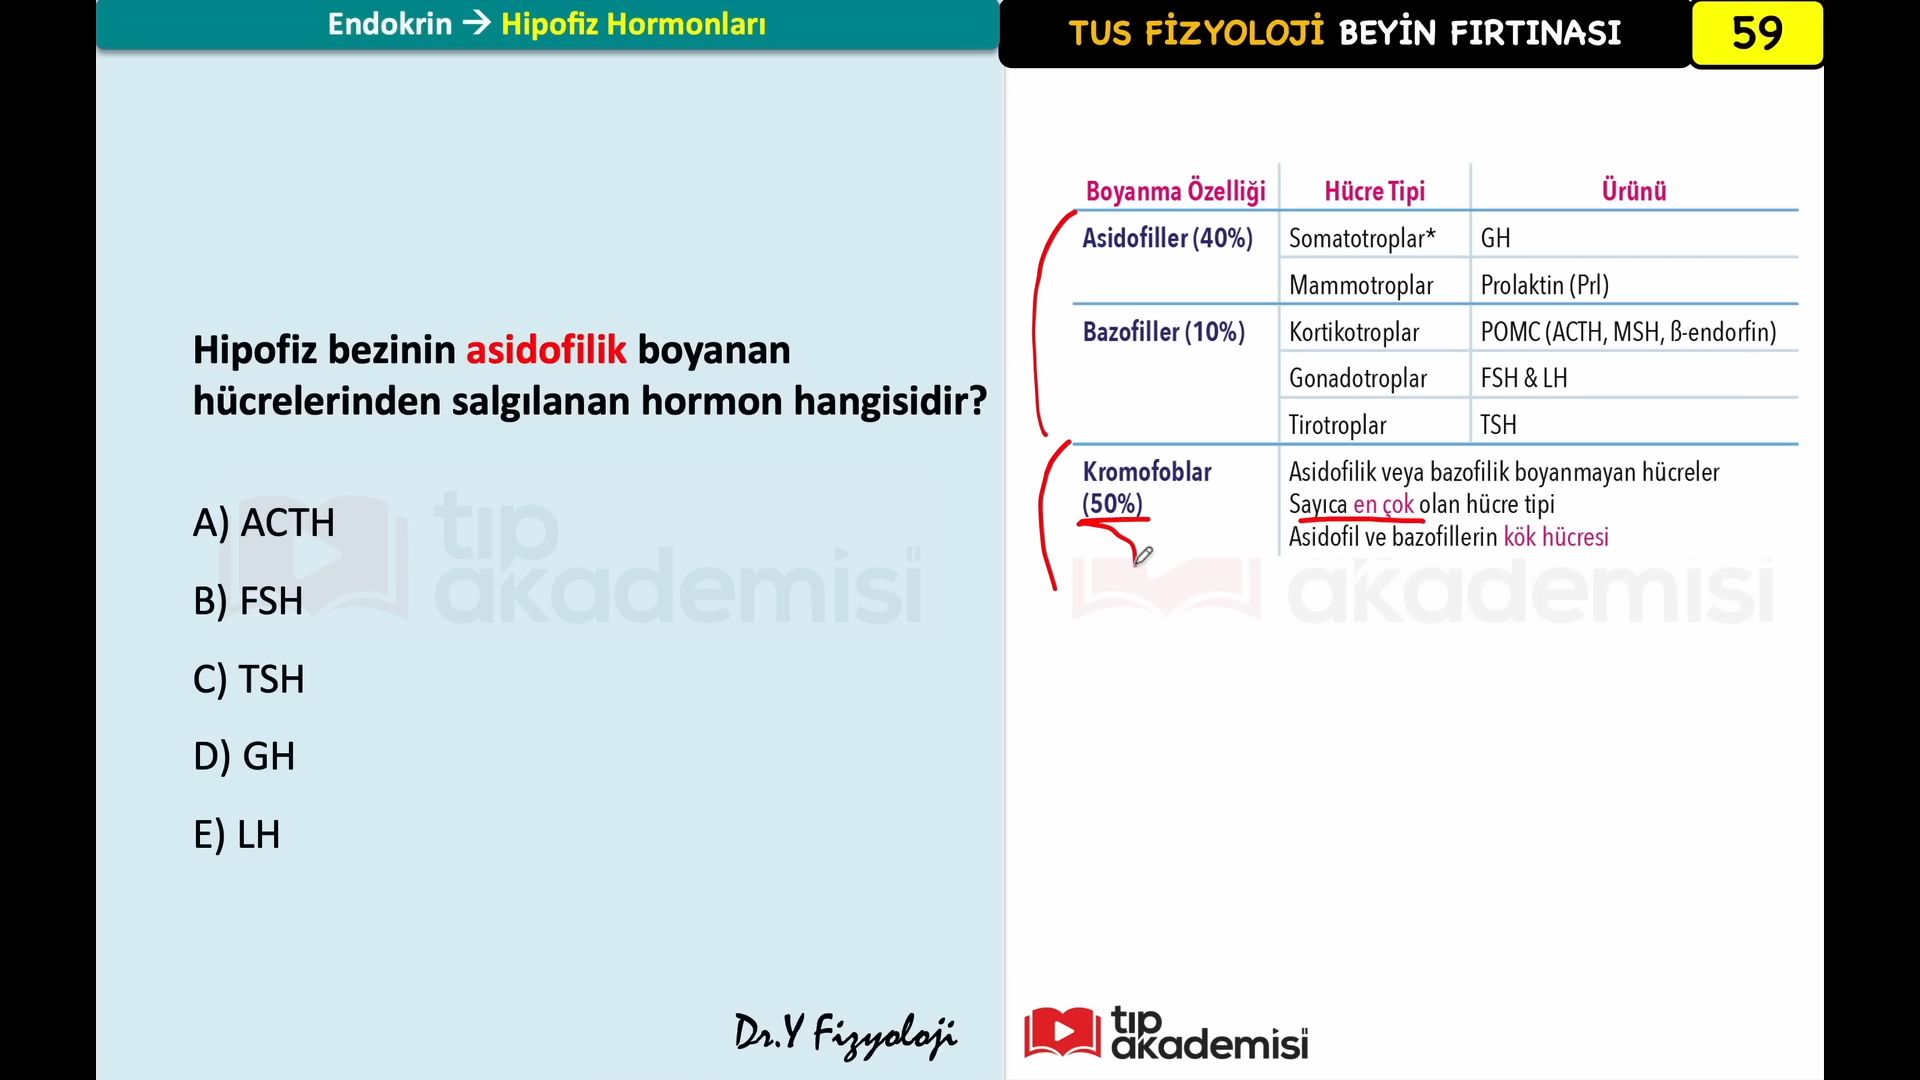 Endokrin → Hipofiz Hormonları
TUS FİZYOLOJİ BEYİN FIRTINASI
59
Hipofiz bezinin asidofilik boyanan
hücrelerinden salgılanan hormon hangisidir?
A) ACTH
B) FSH
C) TSH
D) GH
E) LH
tıp
akademisi
Dr.Y Fizyoloji
Boyanma Özelliği Hücre Tipi Ürünü
Asidofiller (40%) Somatotroplar* GH
Mammotroplar Prolaktin (Prl)
Bazofiller (10%) Kortikotroplar POMC (ACTH, MSH, ß-endorfin)
Gonadotroplar FSH & LH
Tirotroplar TSH
Kromofoblar Asidofilik veya bazofilik boyanmayan hücreler
(50%) Sayıca en çok olan hücre tipi
Asidofil ve bazofillerin kök hücresi
akademisi
tıp
akademisi